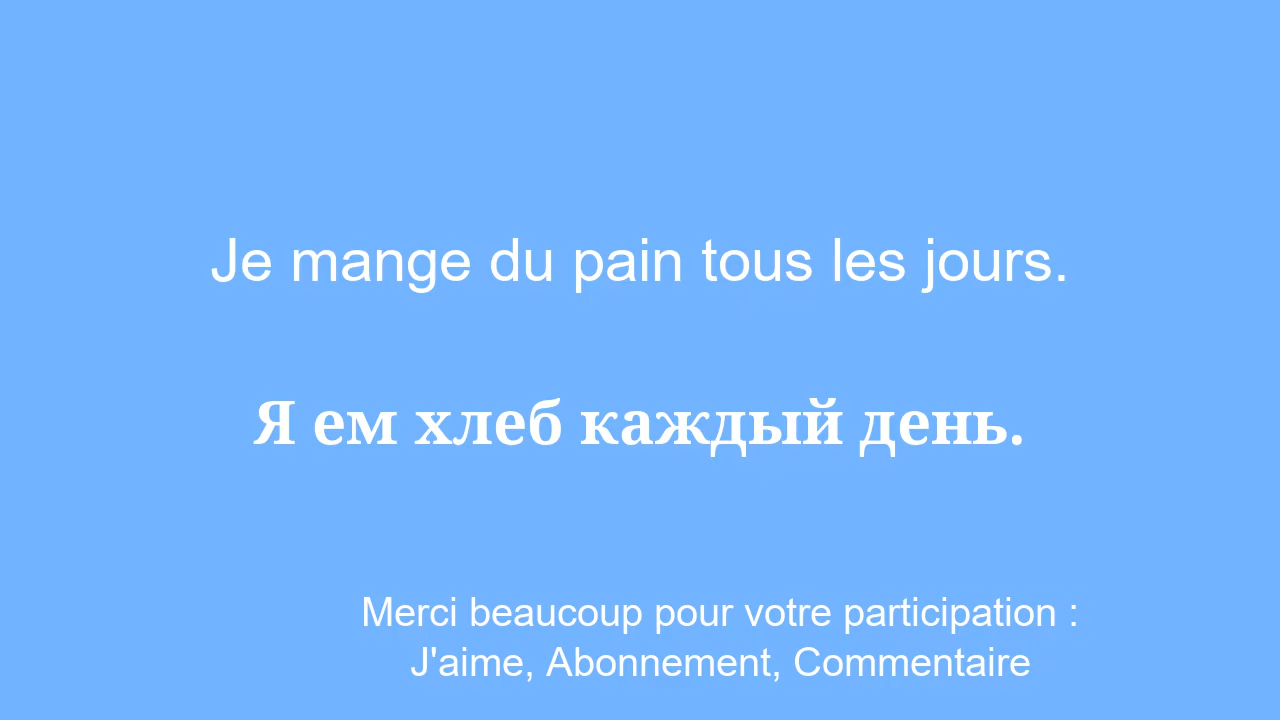 Je mange du pain tous les jours.
Я ем хлеб каждый день.
Merci beaucoup pour votre participation :
J'aime, Abonnement, Commentaire